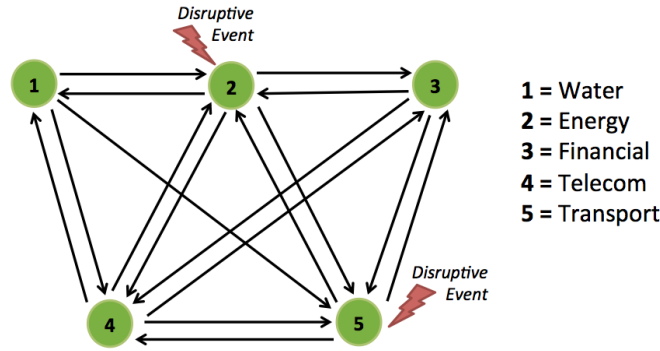 Disruptive
Event
1
2
3
1 = Water
2 = Energy
3 = Financial
4 = Telecom
5 = Transport
Disruptive
Event
4
5